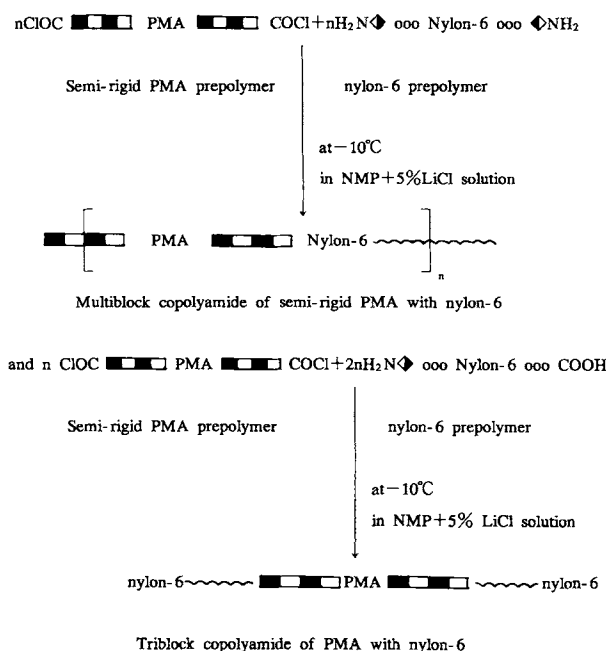 nClOC PMA COCl+nH₂N ooo Nylon-6 ooo NH₂
Semi-rigid PMA prepolymer nylon-6 prepolymer
at-10℃
in NMP+5%LiCl solution
PMA Nylon-6
n
Multiblock copolyamide of semi-rigid PMA with nylon-6
and n ClOC PMA COCl+2nH₂N ooo Nylon-6 ooo COOH
Semi-rigid PMA prepolymer nylon-6 prepolymer
at-10℃
in NMP+5% LiCl solution
nylon-6 PMA nylon-6
Triblock copolyamide of PMA with nylon-6